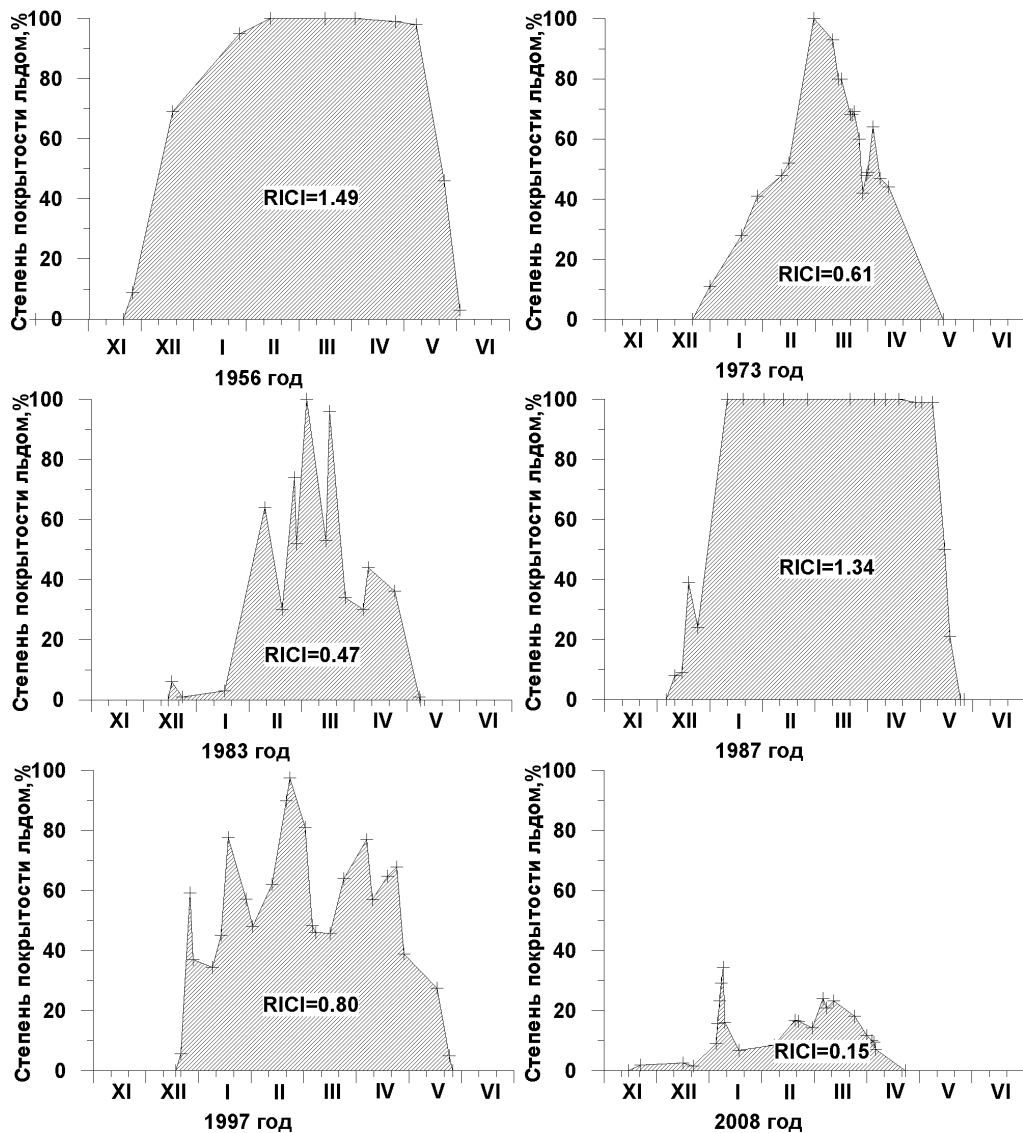 Степень покрытости льдом,%
100
80
60
40
20
0
RICI=1.49
XI XII I II III IV V VI
1956 год
Степень покрытости льдом,%
100
80
60
40
20
0
RICI=0.61
XI XII I II III IV V VI
1973 год
Степень покрытости льдом,%
100
80
60
40
20
0
RICI=0.47
XI XII I II III IV V VI
1983 год
Степень покрытости льдом,%
100
80
60
40
20
0
RICI=1.34
XI XII I II III IV V VI
1987 год
Степень покрытости льдом,%
100
80
60
40
20
0
RICI=0.80
XI XII I II III IV V VI
1997 год
Степень покрытости льдом,%
100
80
60
40
20
0
RICI=0.15
XI XII I II III IV V VI
2008 год